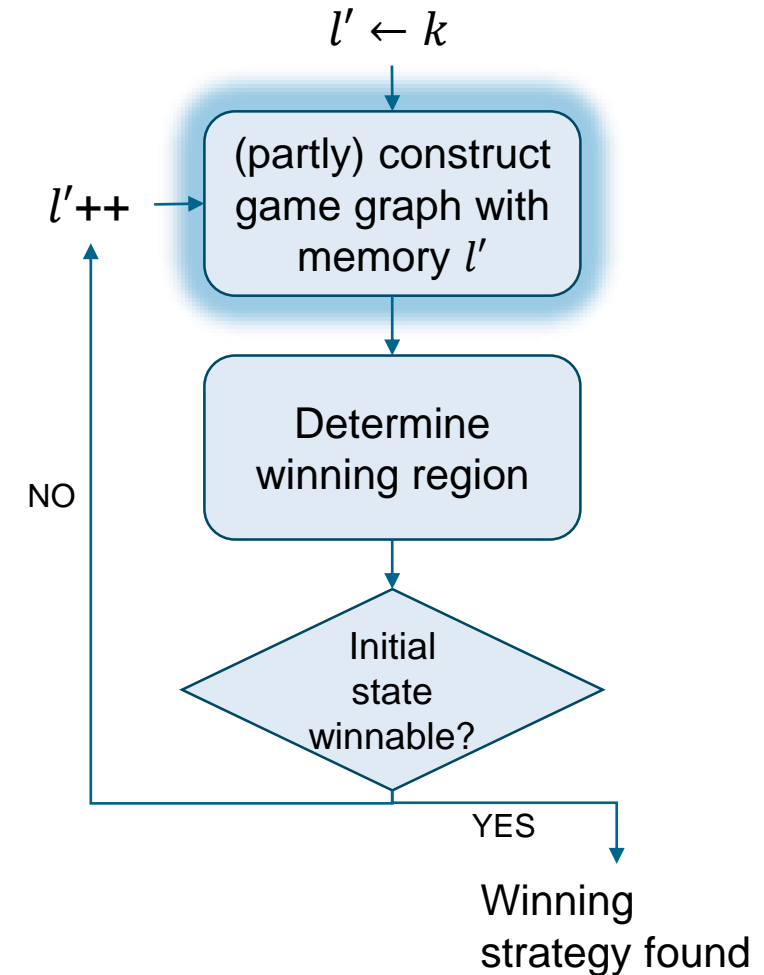 l′ ← k
(partly) construct
game graph with
memory l′
l′++
Determine
winning region
NO
Initial
state
winnable?
YES
Winning
strategy found